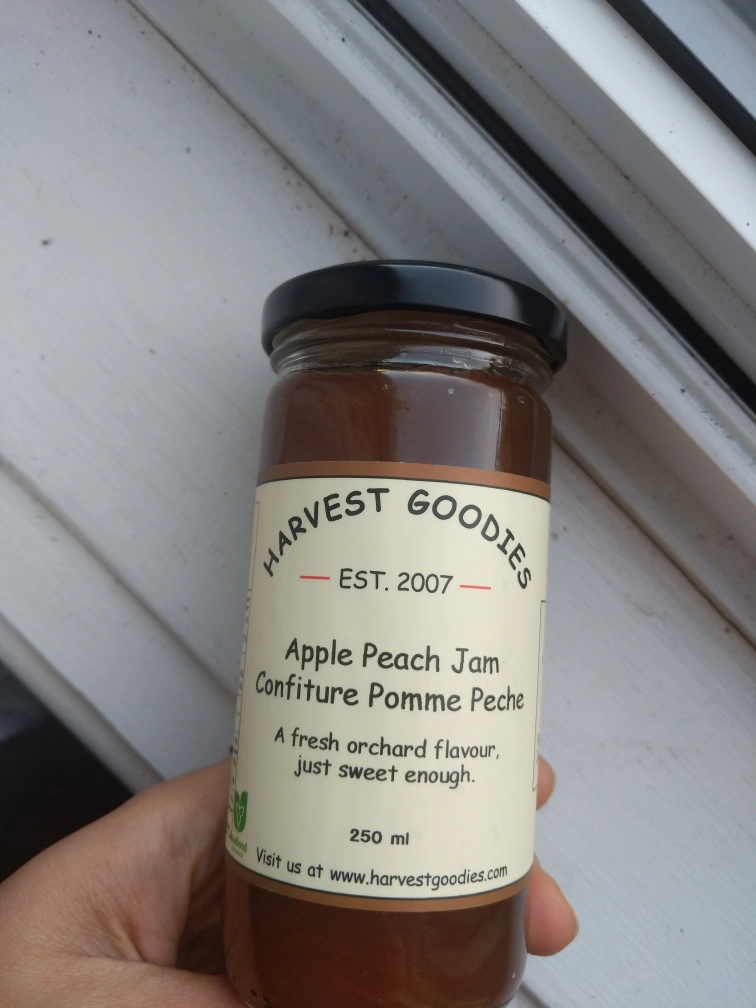 HARVEST GOODIES
EST. 2007
Apple Peach Jam
Confiture Pomme Peche
A fresh orchard flavour,
just sweet enough.
250 ml
Visit us at www.harvestgoodies.com